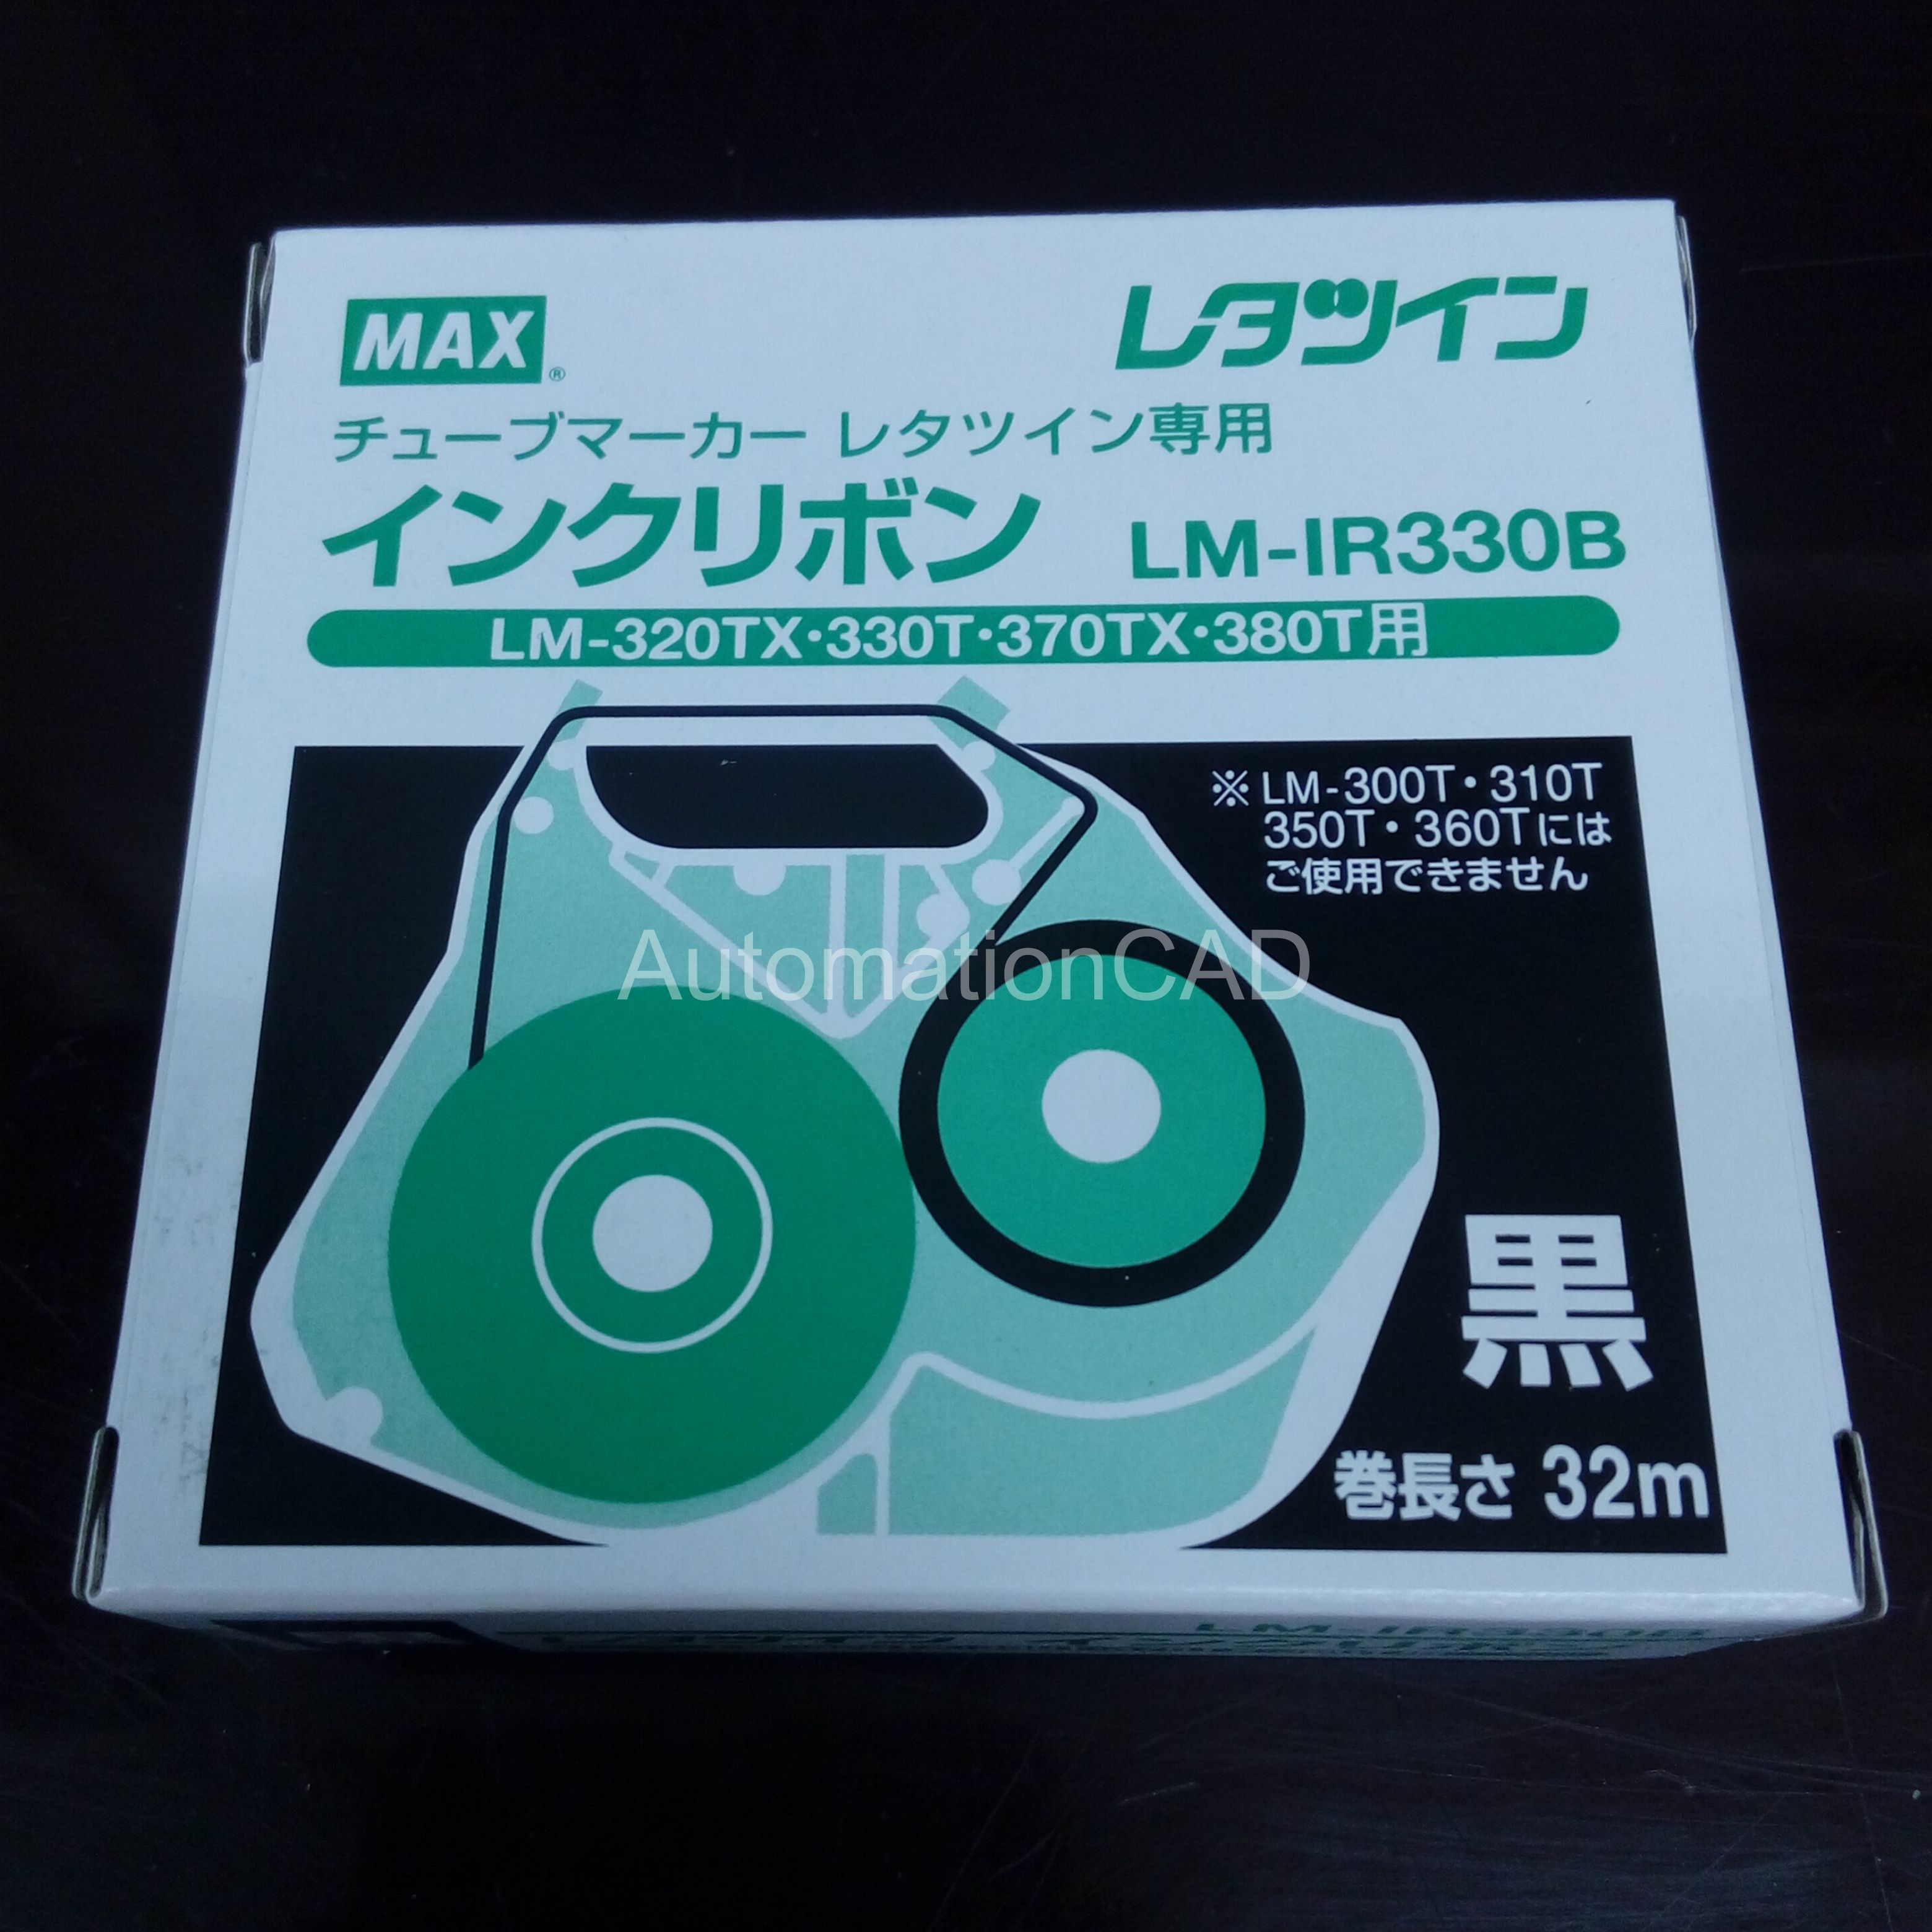 MAX®
レタツイン
チューブマーカー レタツイン専用
インクリボン LM-IR330B
LM-320TX・330T・370TX・380T用
※LM-300T・310T
350T・360Tには
ご使用できません
AutomationCAD
黒
巻長さ 32m
LM-IR330B